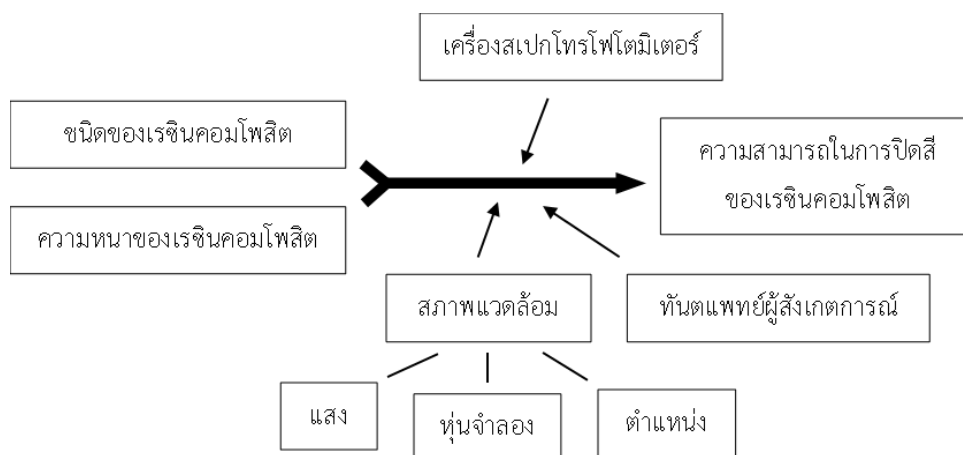 เครื่องสเปกโทรโฟโตมิเตอร์
ชนิดของเรซินคอมโพสิต
ความสามารถในการปิดสี
ของเรซินคอมโพสิต
ความหนาของเรซินคอมโพสิต
สภาพแวดล้อม
ทันตแพทย์ผู้สังเกตการณ์
แสง
หุ่นจำลอง
ตำแหน่ง